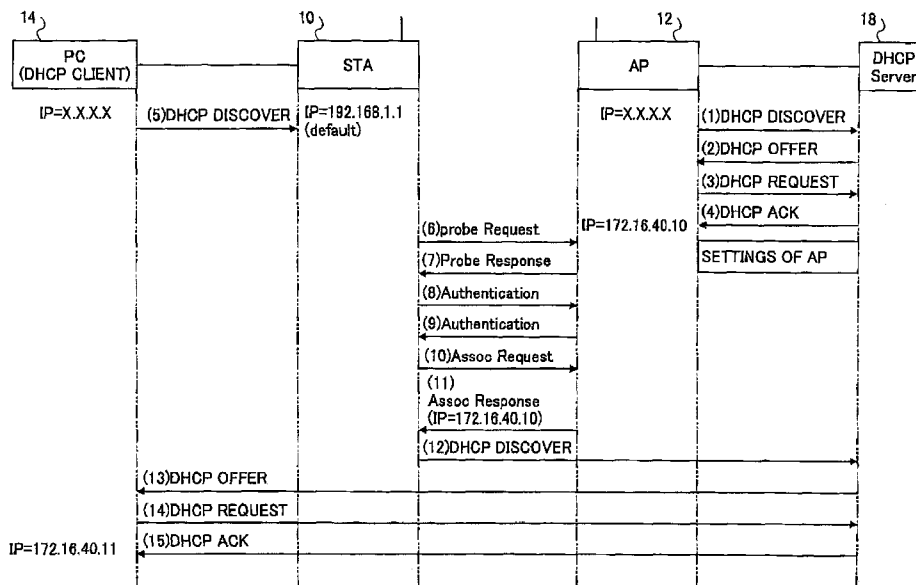 14
10
12
18
PC
(DHCP CLIENT)
STA
AP
DHCP
Server
IP=X.X.X.X
(5)DHCP DISCOVER
IP=192.168.1.1
(default)
IP=X.X.X.X
(1)DHCP DISCOVER
(2)DHCP OFFER
(3)DHCP REQUEST
(4)DHCP ACK
IP=172.16.40.10
SETTINGS OF AP
(6)probe Request
(7)Probe Response
(8)Authentication
(9)Authentication
(10)Assoc Request
(11)
Assoc Response
(IP=172.16.40.10)
(12)DHCP DISCOVER
(13)DHCP OFFER
(14)DHCP REQUEST
(15)DHCP ACK
IP=172.16.40.11